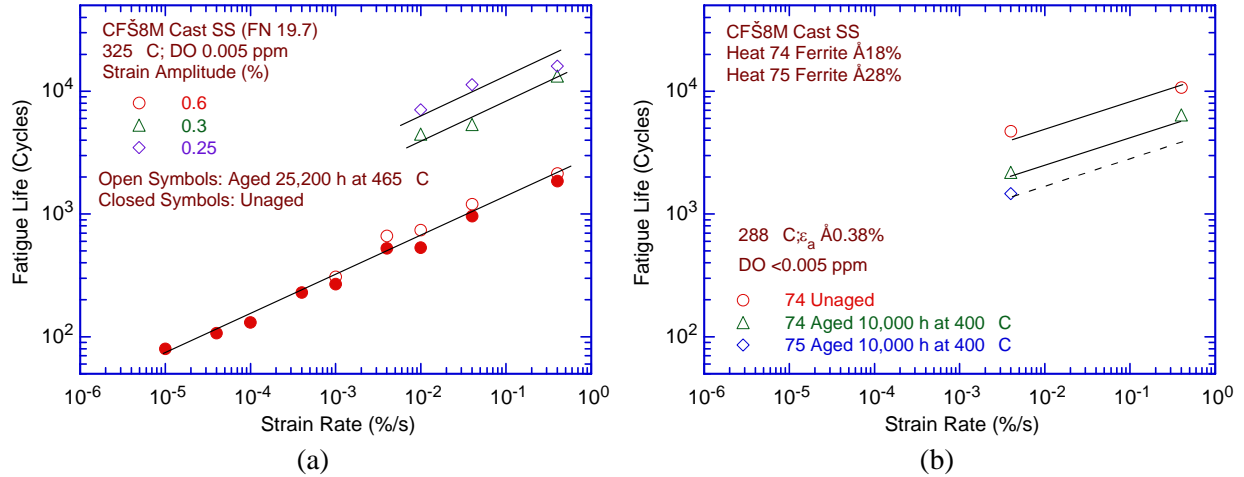 CFŠ8M Cast SS (FN 19.7)
325 C; DO 0.005 ppm
Strain Amplitude (%)
0.6
0.3
0.25
Open Symbols: Aged 25,200 h at 465 C
Closed Symbols: Unaged
Fatigue Life (Cycles)
10^4
10^3
10^2
10^-6
10^-5
10^-4
10^-3
10^-2
10^-1
10^0
Strain Rate (%/s)
(a)
CFŠ8M Cast SS
Heat 74 Ferrite Å18%
Heat 75 Ferrite Å28%
288 C;ε_a Å0.38%
DO <0.005 ppm
74 Unaged
74 Aged 10,000 h at 400 C
75 Aged 10,000 h at 400 C
Fatigue Life (Cycles)
10^4
10^3
10^2
10^-6
10^-5
10^-4
10^-3
10^-2
10^-1
10^0
Strain Rate (%/s)
(b)